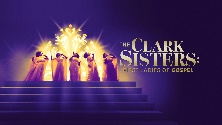 THE CLARK
SISTERS:
FIRST LADIES OF GOSPEL